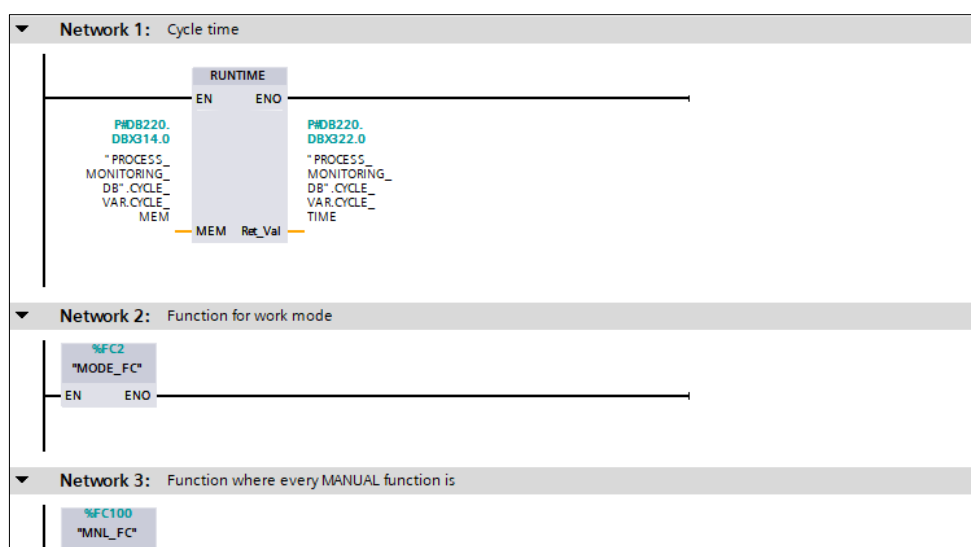 Network 1: Cycle time
RUNTIME
EN ENO
P#DB220.
DBX314.0
"PROCESS_
MONITORING_
DB".CYCLE_
VAR.CYCLE_
MEM
MEM Ret_Val
P#DB220.
DBX322.0
"PROCESS_
MONITORING_
DB".CYCLE_
VAR.CYCLE_
TIME
Network 2: Function for work mode
%FC2
"MODE_FC"
EN ENO
Network 3: Function where every MANUAL function is
%FC100
"MNL_FC"